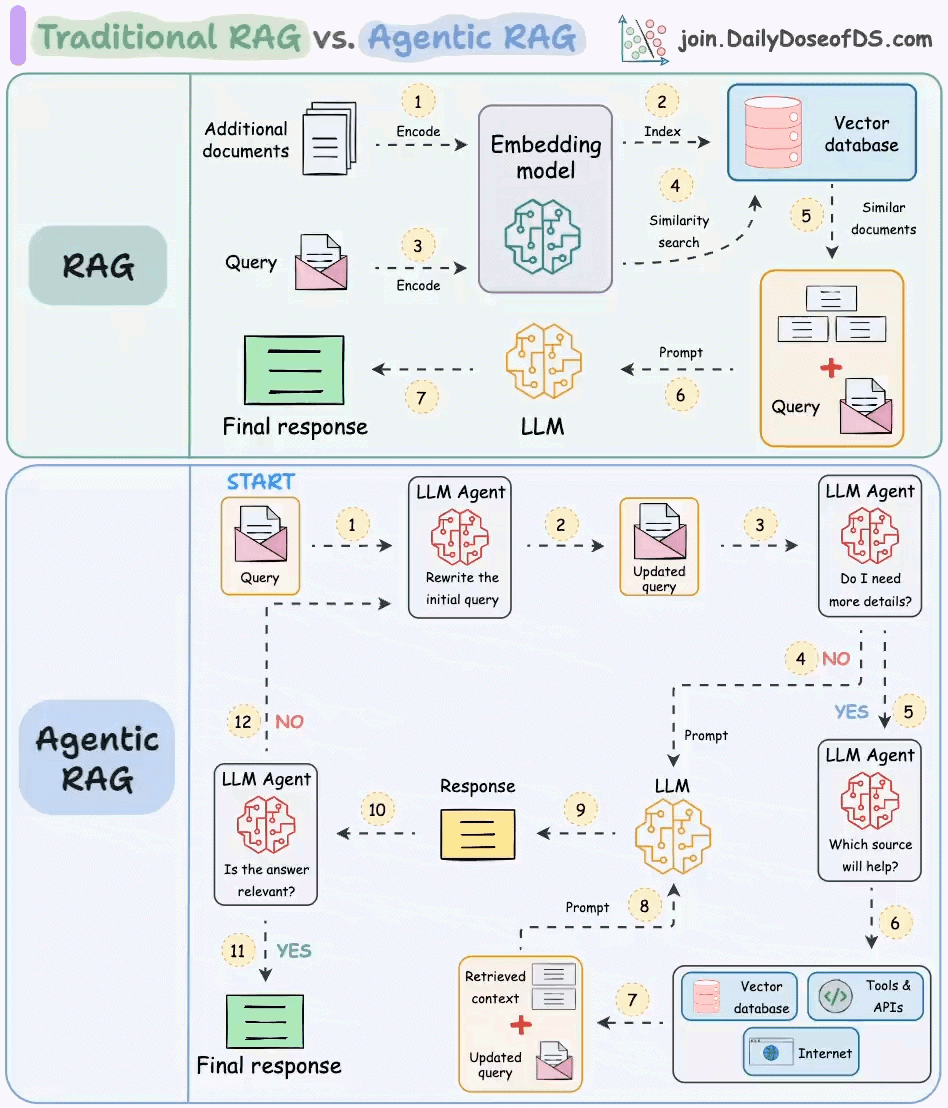 Traditional RAG vs. Agentic RAG
join.DailyDoseofDS.com
RAG
Additional
documents
1
Encode
Embedding
model
2
Index
Vector
database
4
Similarity
search
5
Similar
documents
Query
3
Encode
Query
Prompt
6
LLM
7
Final response
Agentic
RAG
START
Query
1
LLM Agent
Rewrite the
initial query
2
Updated
query
3
LLM Agent
Do I need
more details?
4 NO
Prompt
YES 5
LLM Agent
Which source
will help?
6
Vector
database
Tools &
APIs
Internet
7
Retrieved
context
Updated
query
Prompt
8
LLM
9
Response
10
LLM Agent
Is the answer
relevant?
12 NO
11 YES
Final response